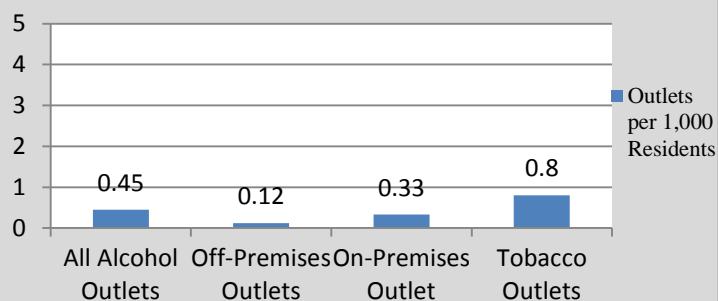 5
4
3
2
1
0
0.45
0.12
0.33
0.8
All Alcohol
Outlets
Off-Premises
Outlets
On-Premises
Outlet
Tobacco
Outlets
Outlets
per 1,000
Residents